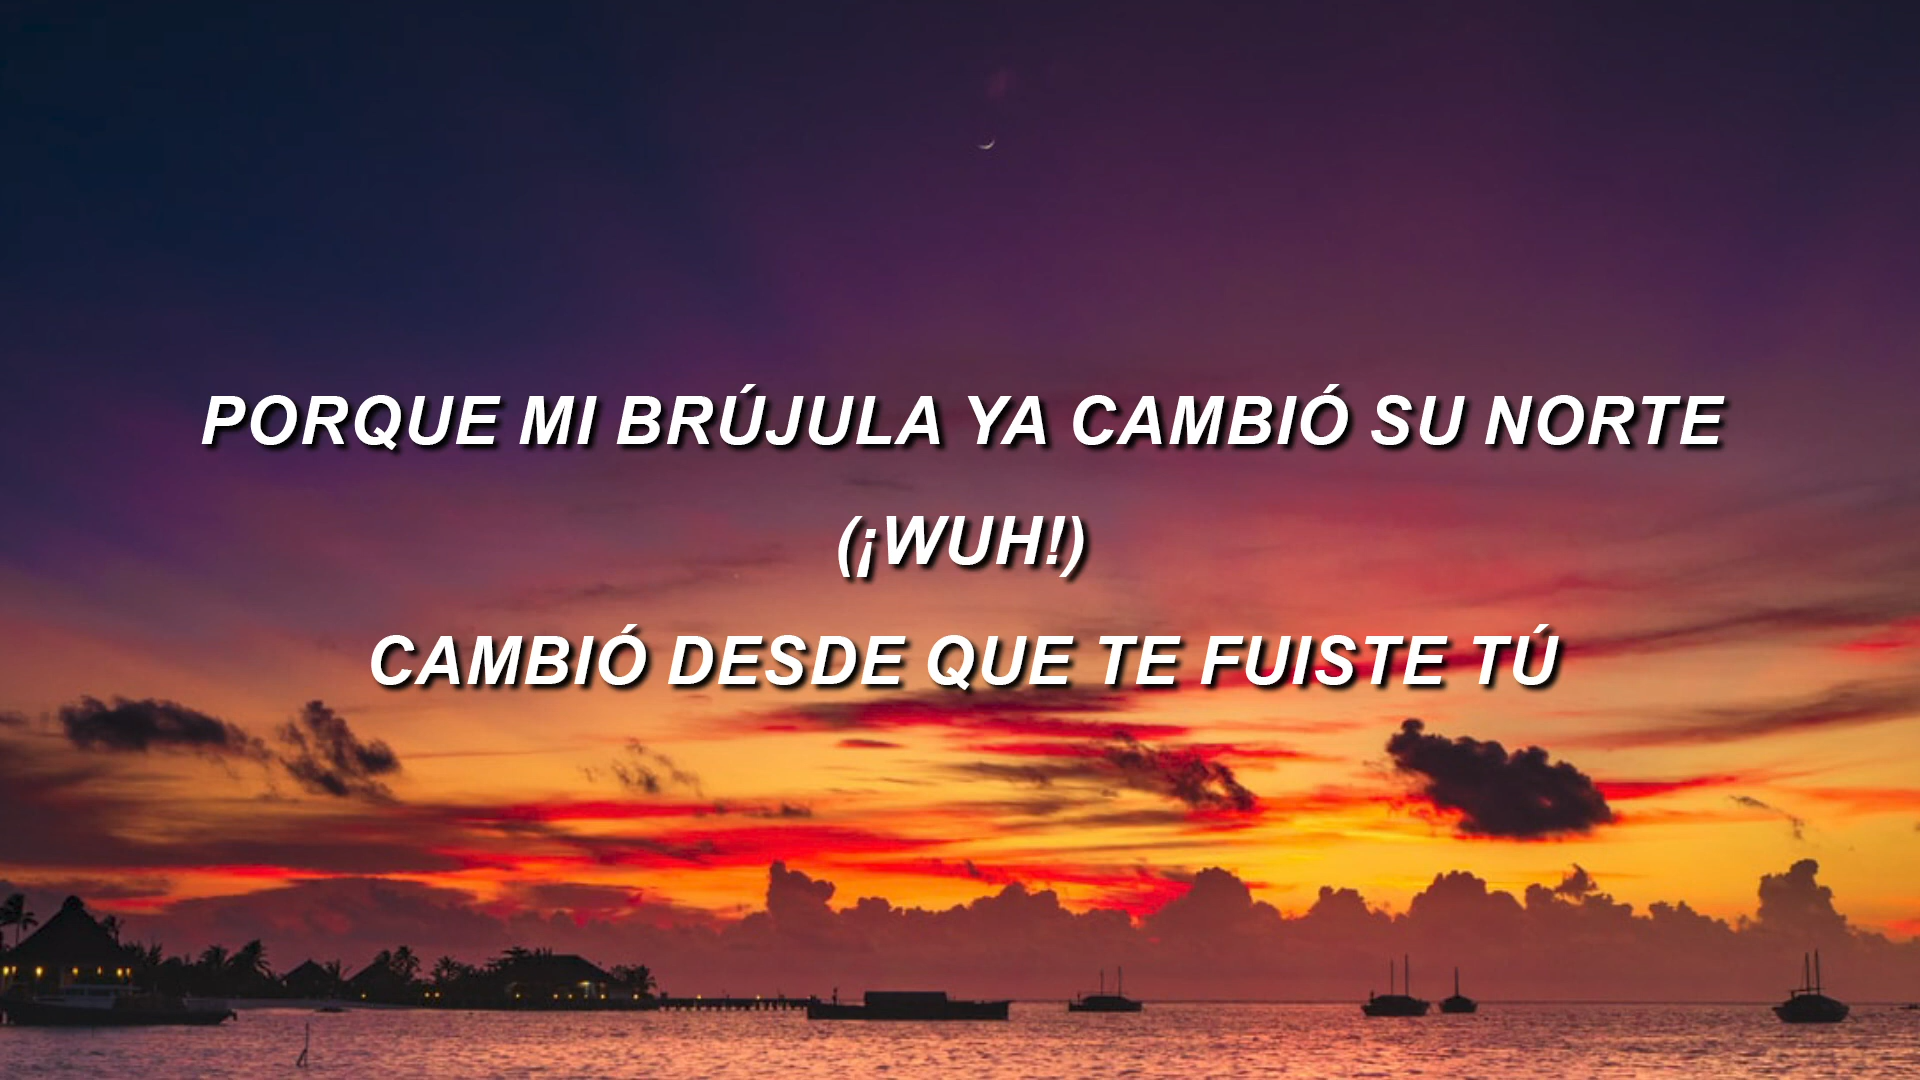 PORQUE MI BRÚJULA YA CAMBIÓ SU NORTE
(¡WUH!)
CAMBIÓ DESDE QUE TE FUISTE TÚ